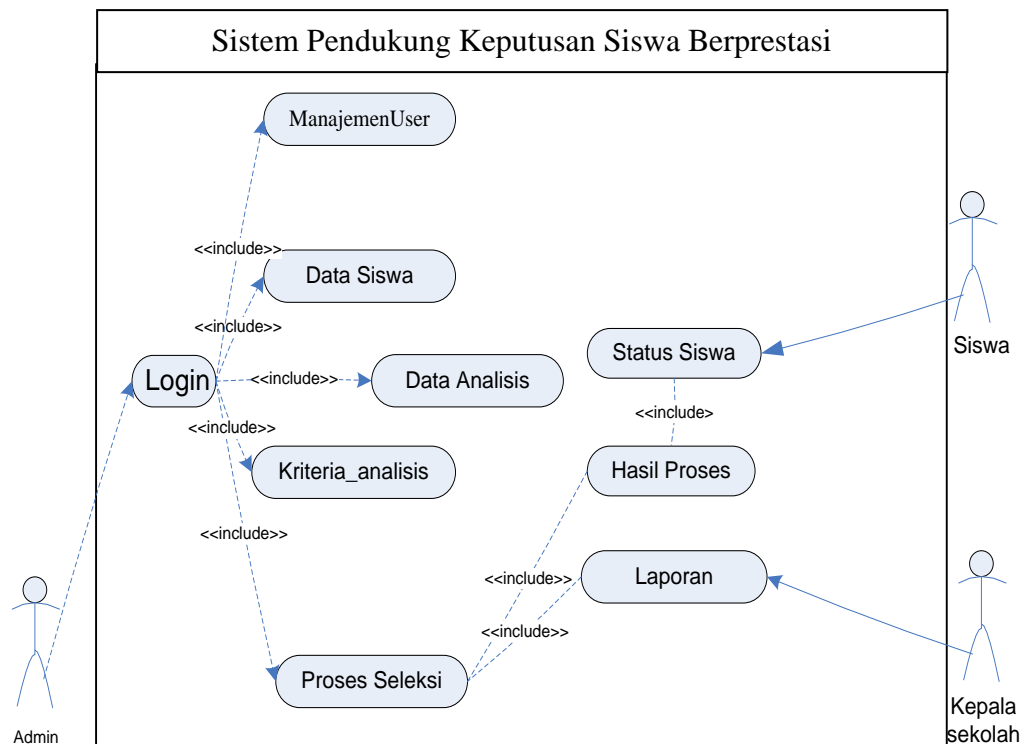 Sistem Pendukung Keputusan Siswa Berprestasi
ManajemenUser
<<include>>
Data Siswa
<<include>>
Status Siswa
Siswa
Login
<<include>>
Data Analisis
<<include>
<<include>>
Kriteria_analisis
Hasil Proses
<<include>>
<<include>>
Laporan
<<include>>
Proses Seleksi
Admin
Kepala
sekolah